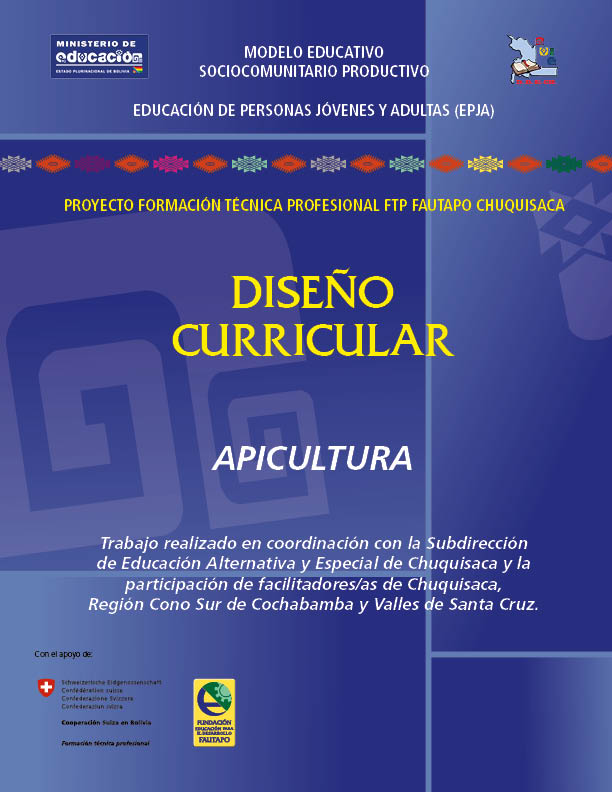 MINISTERIO DE
educación
ESTADO PLURINACIONAL DE BOLIVIA
MODELO EDUCATIVO
SOCIOCOMUNITARIO PRODUCTIVO
EDUCACIÓN DE PERSONAS JÓVENES Y ADULTAS (EPJA)
PROYECTO FORMACIÓN TÉCNICA PROFESIONAL FTP FAUTAPO CHUQUISACA
DISEÑO
CURRICULAR
APICULTURA
Trabajo realizado en coordinación con la Subdirección
de Educación Alternativa y Especial de Chuquisaca y la
participación de facilitadores/as de Chuquisaca,
Región Cono Sur de Cochabamba y Valles de Santa Cruz.
Con el apoyo de:
Schweizerische Eidgenossenschaft
Confédération suisse
Confederazione Svizzera
Confederaziun svizra
Cooperación Suiza en Bolivia
Formación técnica profesional
FUNDACIÓN
EDUCACIÓN PARA
EL DESARROLLO
FAUTAPO